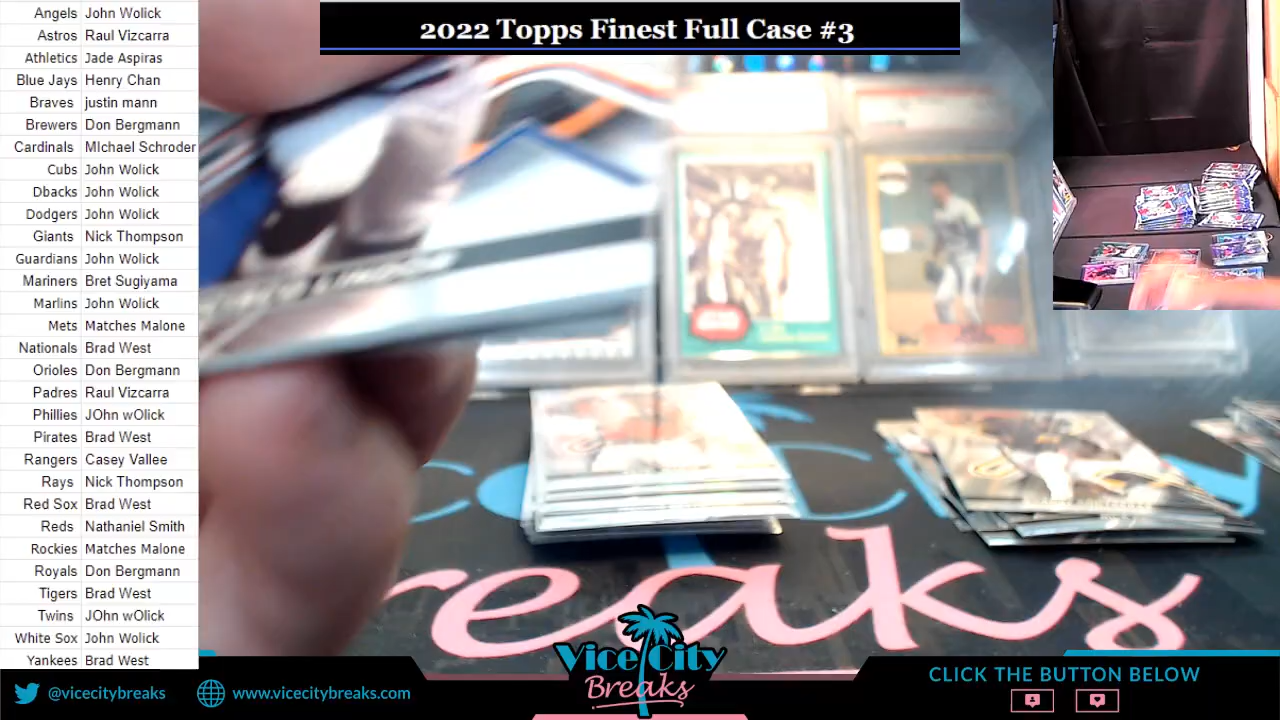 2022 Topps Finest Full Case #3
Angels John Wolick
Astros Raul Vizcarra
Athletics Jade Aspiras
Blue Jays Henry Chan
Braves justin mann
Brewers Don Bergmann
Cardinals MIchael Schroder
Cubs John Wolick
Dbacks John Wolick
Dodgers John Wolick
Giants Nick Thompson
Guardians John Wolick
Mariners Bret Sugiyama
Marlins John Wolick
Mets Matches Malone
Nationals Brad West
Orioles Don Bergmann
Padres Raul Vizcarra
Phillies JOhn wOlick
Pirates Brad West
Rangers Casey Vallee
Rays Nick Thompson
Red Sox Brad West
Reds Nathaniel Smith
Rockies Matches Malone
Royals Don Bergmann
Tigers Brad West
Twins JOhn wOlick
White Sox John Wolick
Yankees Brad West
reaks
Vice City
Breaks
@vicecitybreaks
www.vicecitybreaks.com
CLICK THE BUTTON BELOW